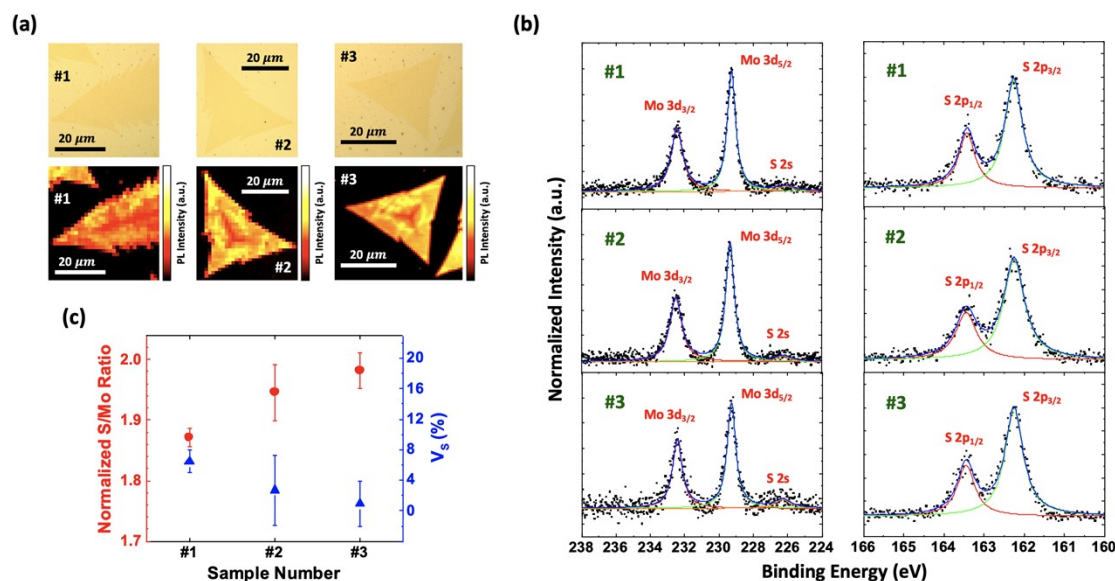 (a)
#1
20 μm
20 μm
#2
#3
20 μm
#1
20 μm
PL Intensity (a.u.)
20 μm
#2
PL Intensity (a.u.)
#3
20 μm
PL Intensity (a.u.)
(b)
Normalized Intensity (a.u.)
#1
Mo 3d3/2
Mo 3d5/2
S 2s
#1
S 2p1/2
S 2p3/2
#2
Mo 3d3/2
Mo 3d5/2
S 2s
#2
S 2p1/2
S 2p3/2
#3
Mo 3d3/2
Mo 3d5/2
S 2s
#3
S 2p1/2
S 2p3/2
238 236 234 232 230 228 226 224
166 165 164 163 162 161 160
Binding Energy (eV)
(c)
Normalized S/Mo Ratio
2.0
1.9
1.8
1.7
20
16
12
8
4
0
VS (%)
#1 #2 #3
Sample Number